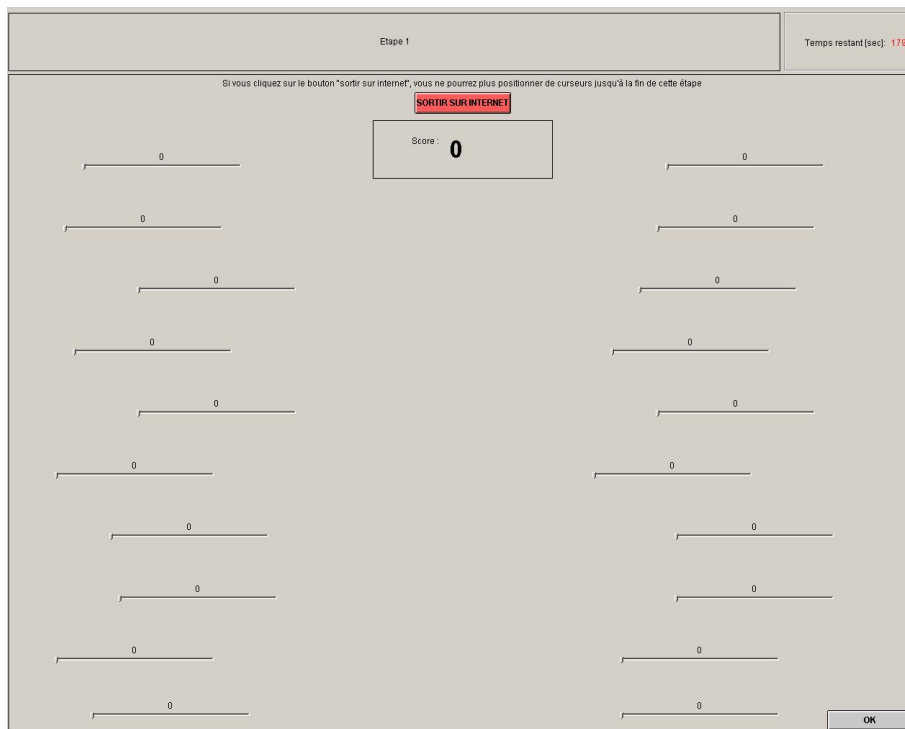 Etape 1
Temps restant [sec]: 179
Si vous cliquez sur le bouton "sortir sur internet", vous ne pourrez plus positionner de curseurs jusqu'à la fin de cette étape
SORTIR SUR INTERNET
Score : 0
0 0
0 0
0 0
0 0
0 0
0 0
0 0
0 0
0 0
0 0
OK